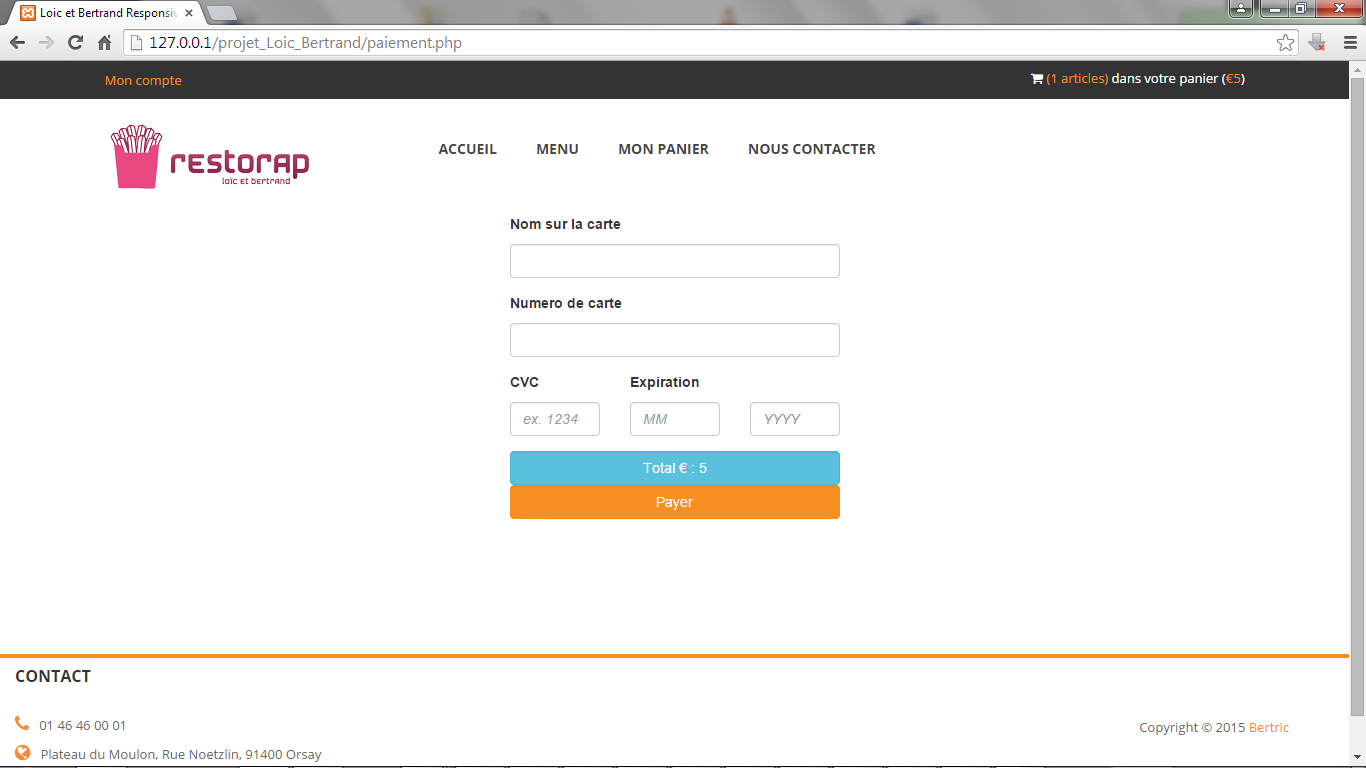 Loic et Bertrand Responsiv
127.0.0.1/projet_Loic_Bertrand/paiement.php
Mon compte
(1 articles) dans votre panier (€5)
restorap
loïc et bertrand
ACCUEIL MENU MON PANIER NOUS CONTACTER
Nom sur la carte
Numero de carte
CVC Expiration
ex. 1234 MM YYYY
Total € : 5
Payer
CONTACT
01 46 46 00 01
Copyright © 2015 Bertric
Plateau du Moulon, Rue Noetzlin, 91400 Orsay